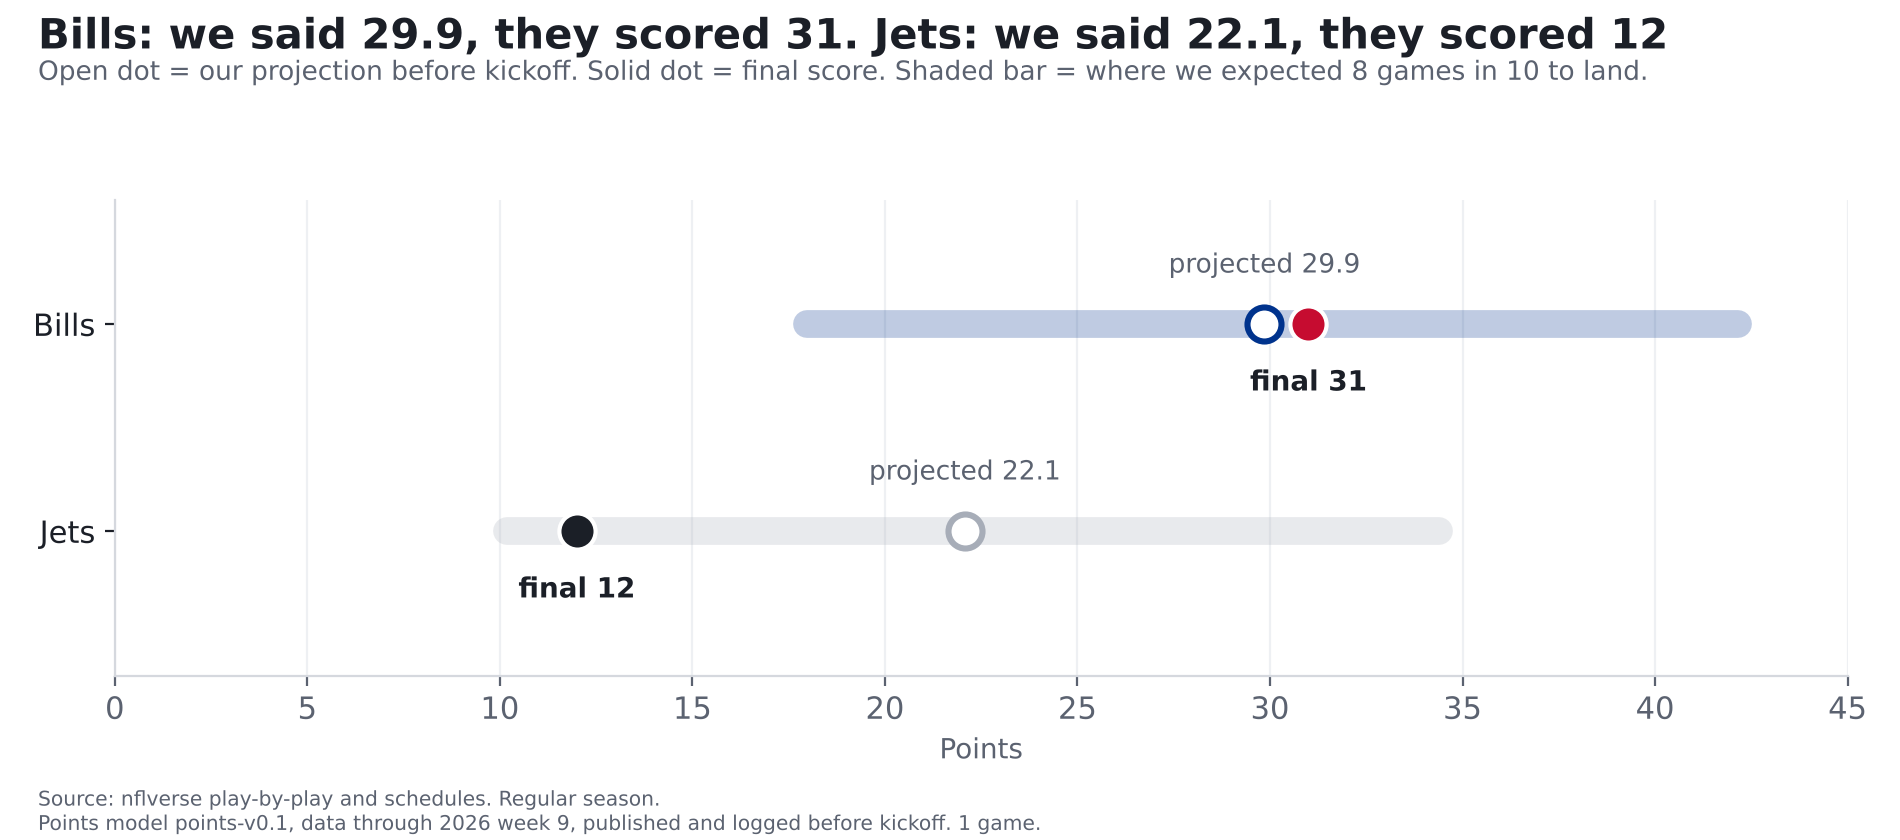 Bills: we said 29.9, they scored 31. Jets: we said 22.1, they scored 12
Open dot = our projection before kickoff. Solid dot = final score. Shaded bar = where we expected 8 games in 10 to land.
projected 29.9
Bills
final 31
projected 22.1
Jets
final 12
0 5 10 15 20 25 30 35 40 45
Points
Source: nflverse play-by-play and schedules. Regular season.
Points model points-v0.1, data through 2026 week 9, published and logged before kickoff. 1 game.